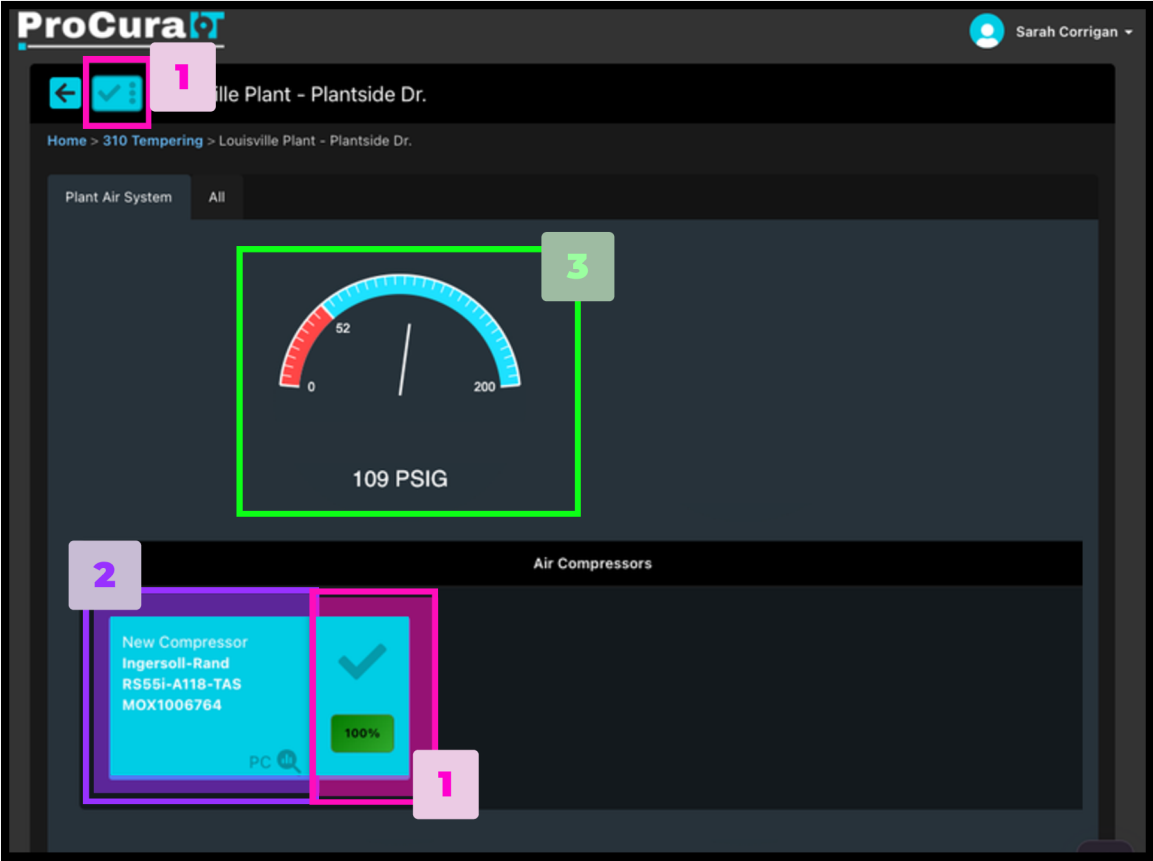 ProCuraIoT
Sarah Corrigan
1
ille Plant - Plantside Dr.
Home > 310 Tempering > Louisville Plant - Plantside Dr.
Plant Air System
All
3
52
0
200
109 PSIG
Air Compressors
2
New Compressor
Ingersoll-Rand
RS55i-A118-TAS
MOX1006764
100%
PC
1